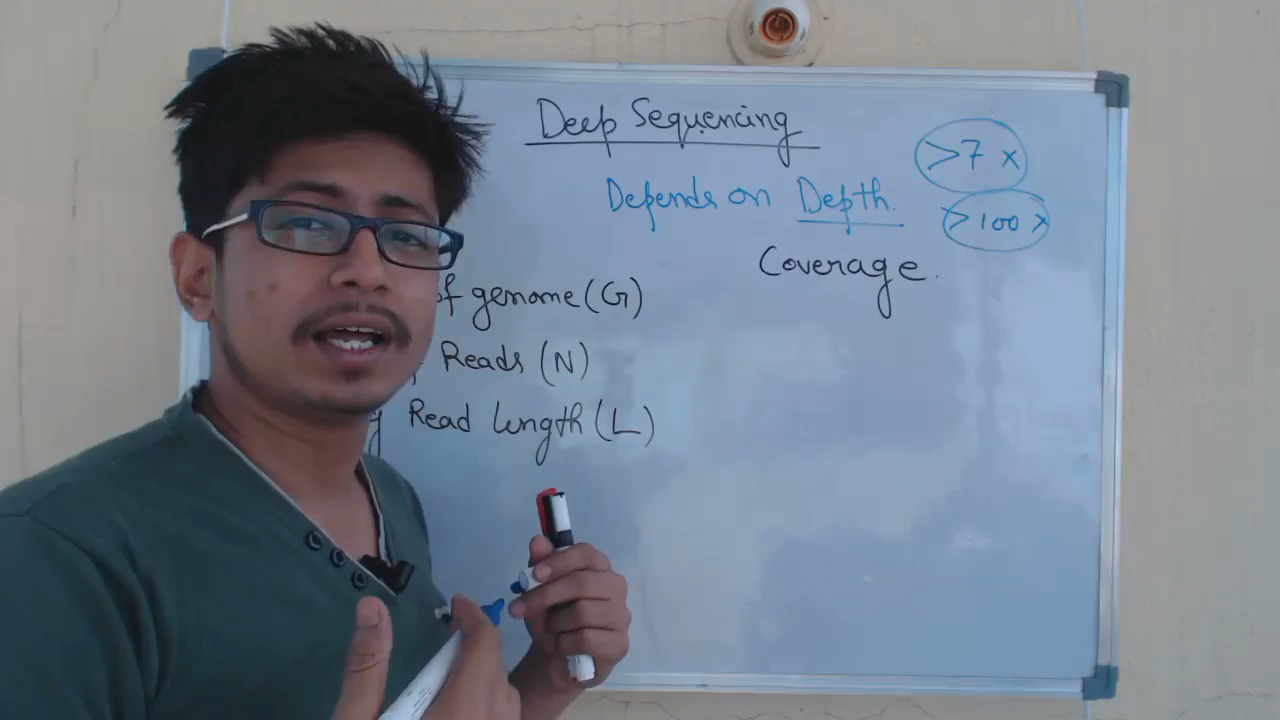 Deep Sequencing
>7 x
Depends on Depth.
>100 x
Coverage.
of genome (G)
Reads (N)
Read length (L)